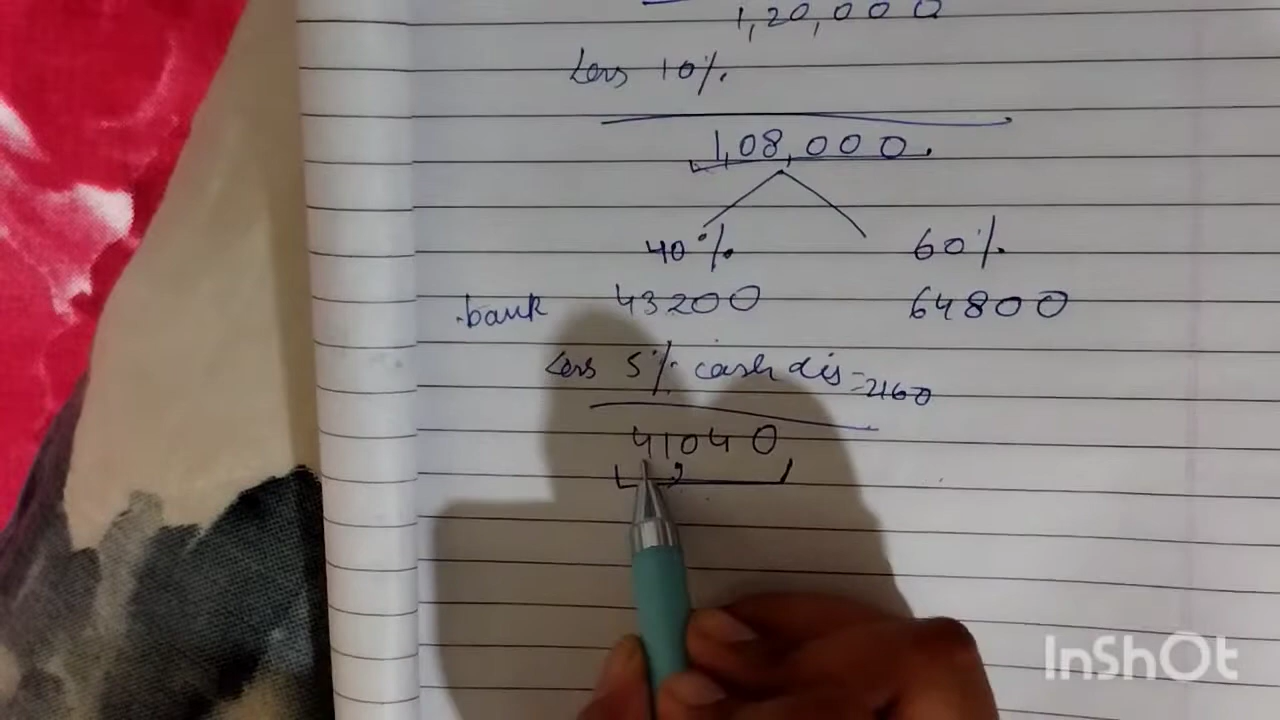 1,20,000
Less 10%
1,08,000
40% 60%
bank 43200 64800
Less 5% cash dis = 2160
41040
InShOt